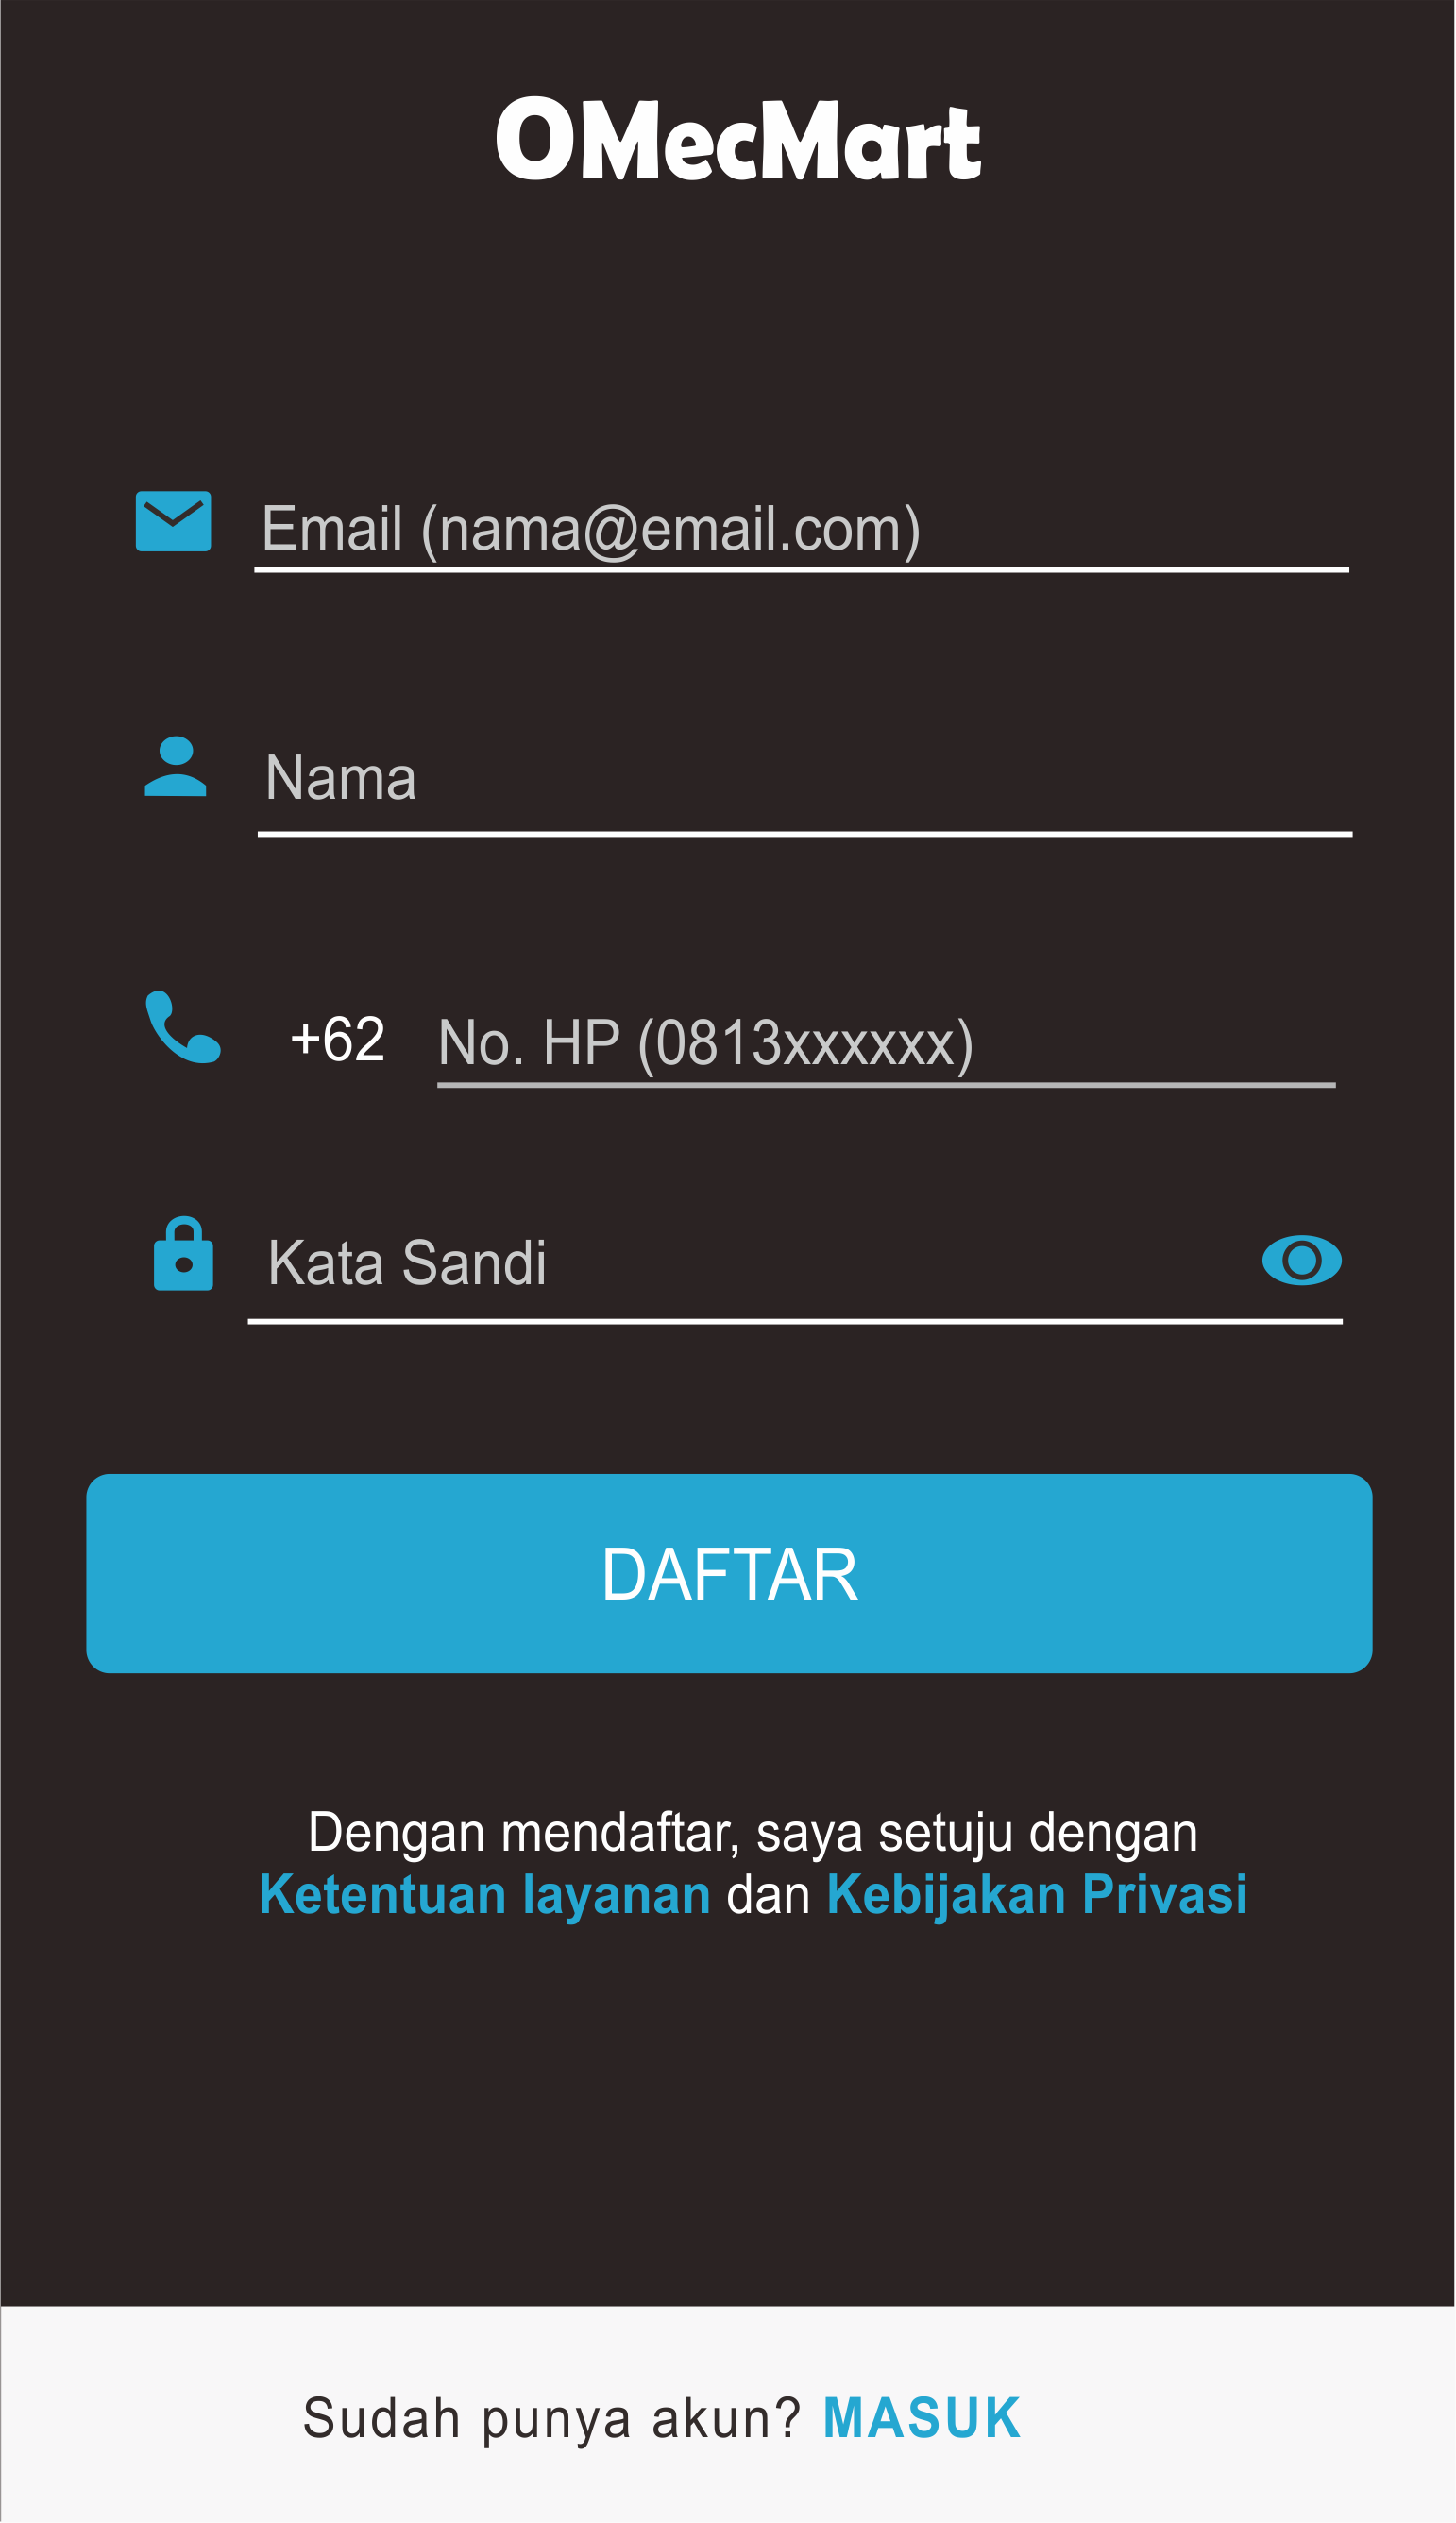 OMecMart
Email (nama@email.com)
Nama
+62 No. HP (0813xxxxxx)
Kata Sandi
DAFTAR
Dengan mendaftar, saya setuju dengan
Ketentuan layanan dan Kebijjakan Privasi
Sudah punya akun? MASUK